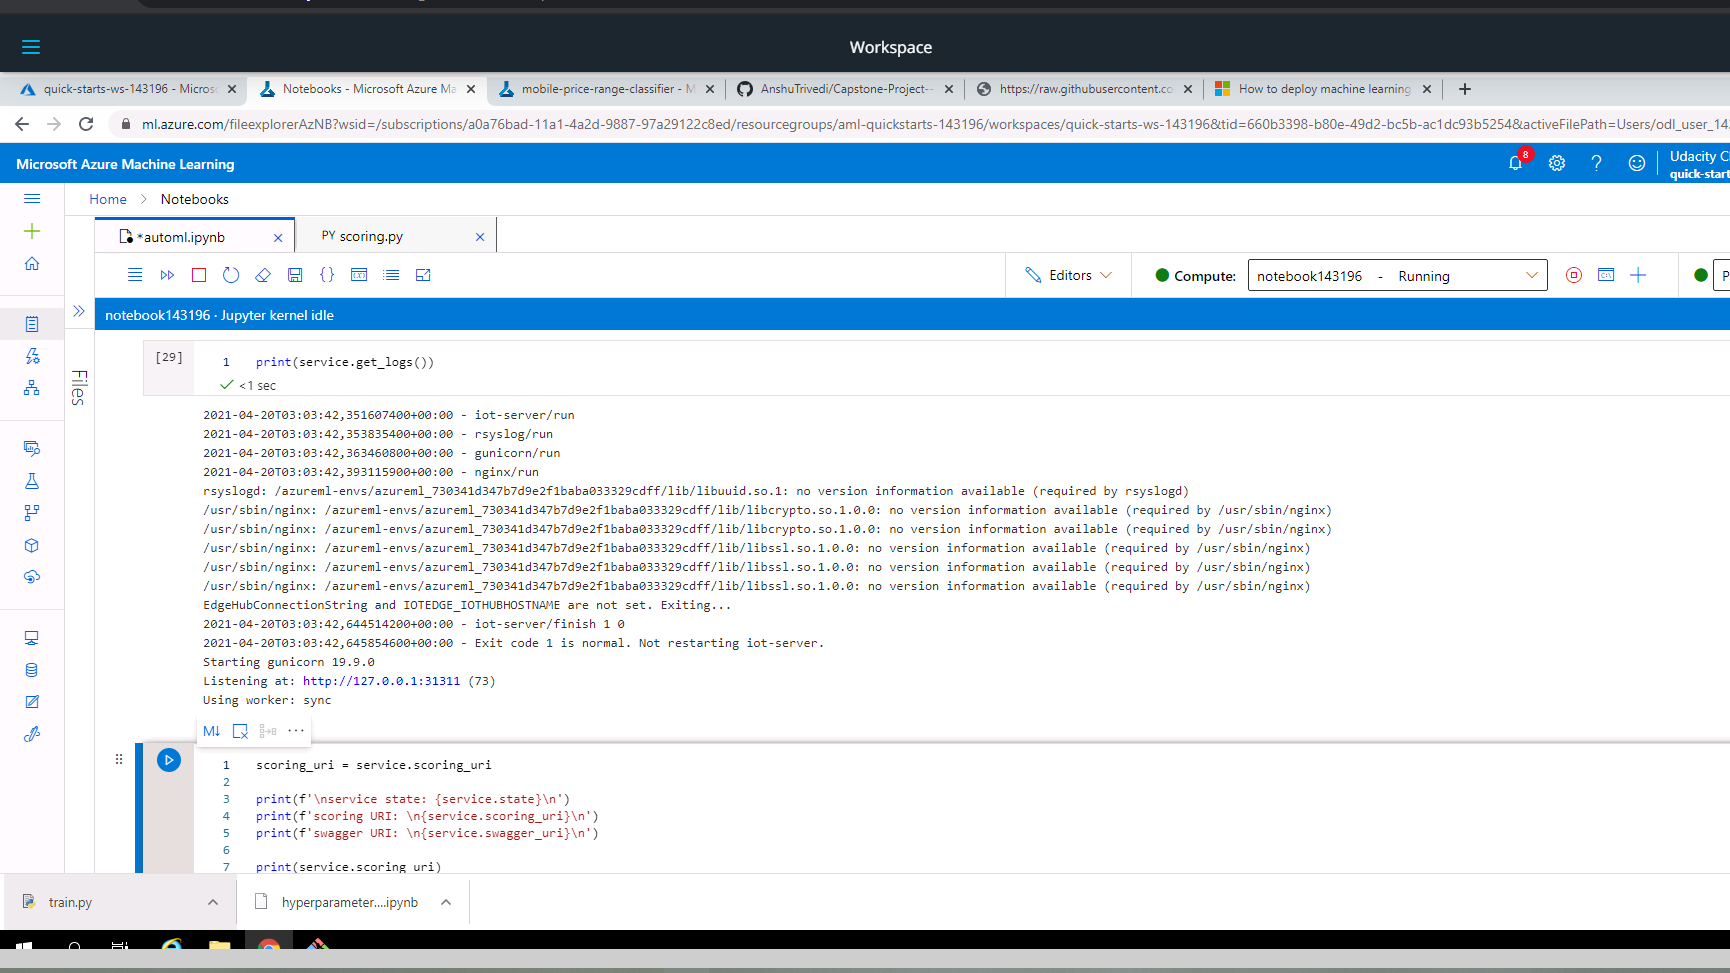 Workspace
quick-starts-ws-143196 - Micros
Notebooks - Microsoft Azure Ma
mobile-price-range-classifier - M
AnshuTrivedi/Capstone-Project--
https://raw.githubusercontent.co
How to deploy machine learning
ml.azure.com/fileexplorerAzNB?wsid=/subscriptions/a0a76bad-11a1-4a2d-9887-97a29122c8ed/resourcegroups/aml-quickstarts-143196/workspaces/quick-starts-ws-143196&tid=660b3398-b80e-49d2-bc5b-ac1dc93b5254&activeFilePath=Users/odl_user_14
Microsoft Azure Machine Learning
8
Udacity C
quick-start
Home > Notebooks
*automl.ipynb
PY scoring.py
Editors
Compute: notebook143196 - Running
P
notebook143196 · Jupyter kernel idle
Files
[29]
1 print(service.get_logs())
<1 sec
2021-04-20T03:03:42,351607400+00:00 - iot-server/run
2021-04-20T03:03:42,353835400+00:00 - rsyslog/run
2021-04-20T03:03:42,363460800+00:00 - gunicorn/run
2021-04-20T03:03:42,393115900+00:00 - nginx/run
rsyslogd: /azureml-envs/azureml_730341d347b7d9e2f1baba033329cdff/lib/libuuid.so.1: no version information available (required by rsyslogd)
/usr/sbin/nginx: /azureml-envs/azureml_730341d347b7d9e2f1baba033329cdff/lib/libcrypto.so.1.0.0: no version information available (required by /usr/sbin/nginx)
/usr/sbin/nginx: /azureml-envs/azureml_730341d347b7d9e2f1baba033329cdff/lib/libcrypto.so.1.0.0: no version information available (required by /usr/sbin/nginx)
/usr/sbin/nginx: /azureml-envs/azureml_730341d347b7d9e2f1baba033329cdff/lib/libssl.so.1.0.0: no version information available (required by /usr/sbin/nginx)
/usr/sbin/nginx: /azureml-envs/azureml_730341d347b7d9e2f1baba033329cdff/lib/libssl.so.1.0.0: no version information available (required by /usr/sbin/nginx)
/usr/sbin/nginx: /azureml-envs/azureml_730341d347b7d9e2f1baba033329cdff/lib/libssl.so.1.0.0: no version information available (required by /usr/sbin/nginx)
EdgeHubConnectionString and IOTEDGE_IOTHUBHOSTNAME are not set. Exiting...
2021-04-20T03:03:42,644514200+00:00 - iot-server/finish 1 0
2021-04-20T03:03:42,645854600+00:00 - Exit code 1 is normal. Not restarting iot-server.
Starting gunicorn 19.9.0
Listening at: http://127.0.0.1:31311 (73)
Using worker: sync
M↓
1 scoring_uri = service.scoring_uri
2
3 print(f'\nservice state: {service.state}\n')
4 print(f'scoring URI: \n{service.scoring_uri}\n')
5 print(f'swagger URI: \n{service.swagger_uri}\n')
6
7 print(service.scoring_uri)
train.py
hyperparameter....ipynb